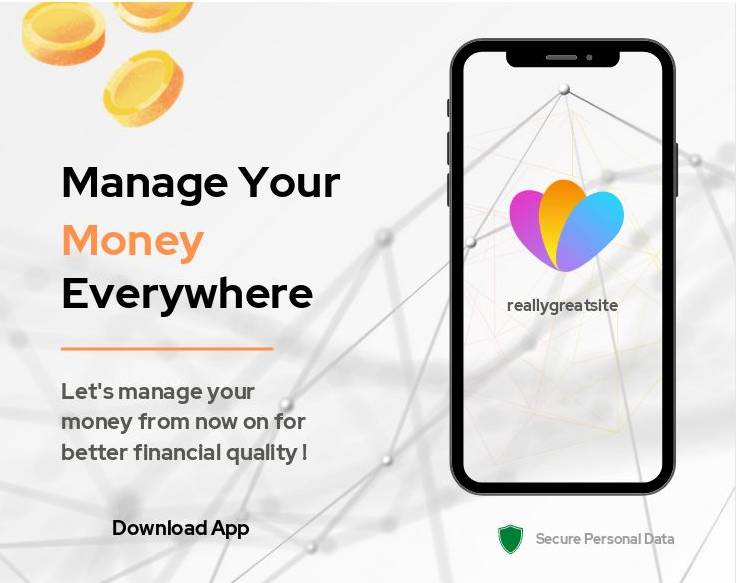 Manage Your
Money
Everywhere
Let's manage your
money from now on for
better financial quality !
Download App
reallygreatsite
Secure Personal Data